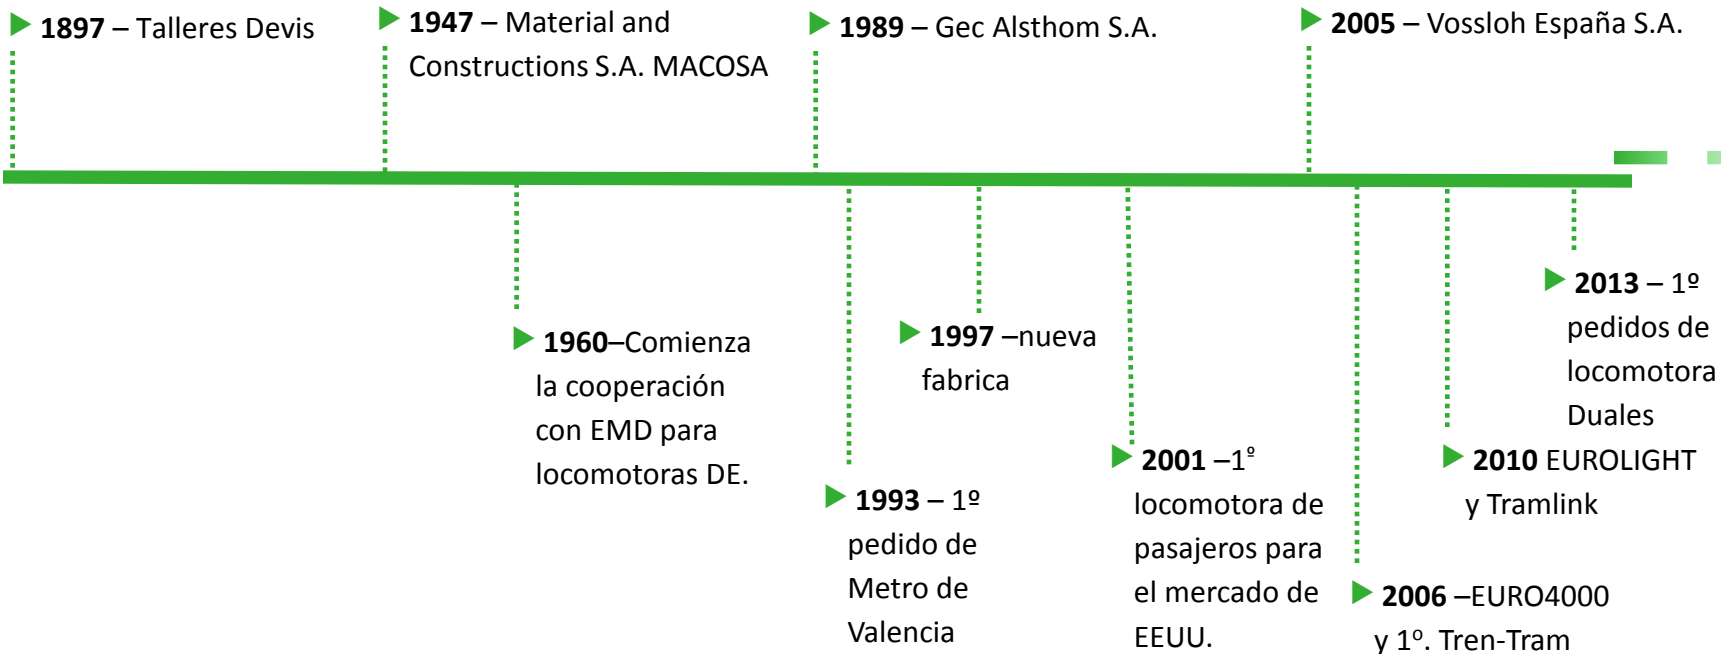 1897 – Talleres Devis
1947 – Material and
Constructions S.A. MACOSA
1989 – Gec Alsthom S.A.
2005 – Vossloh España S.A.
1960–Comienza
la cooperación
con EMD para
locomotoras DE.
1993 – 1º
pedido de
Metro de
Valencia
1997 –nueva
fabrica
2001 –1º
locomotora de
pasajeros para
el mercado de
EEUU.
2006 –EURO4000
y 1º. Tren-Tram
2010 EUROLIGHT
y Tramlink
2013 – 1º
pedidos de
locomotora
Duales